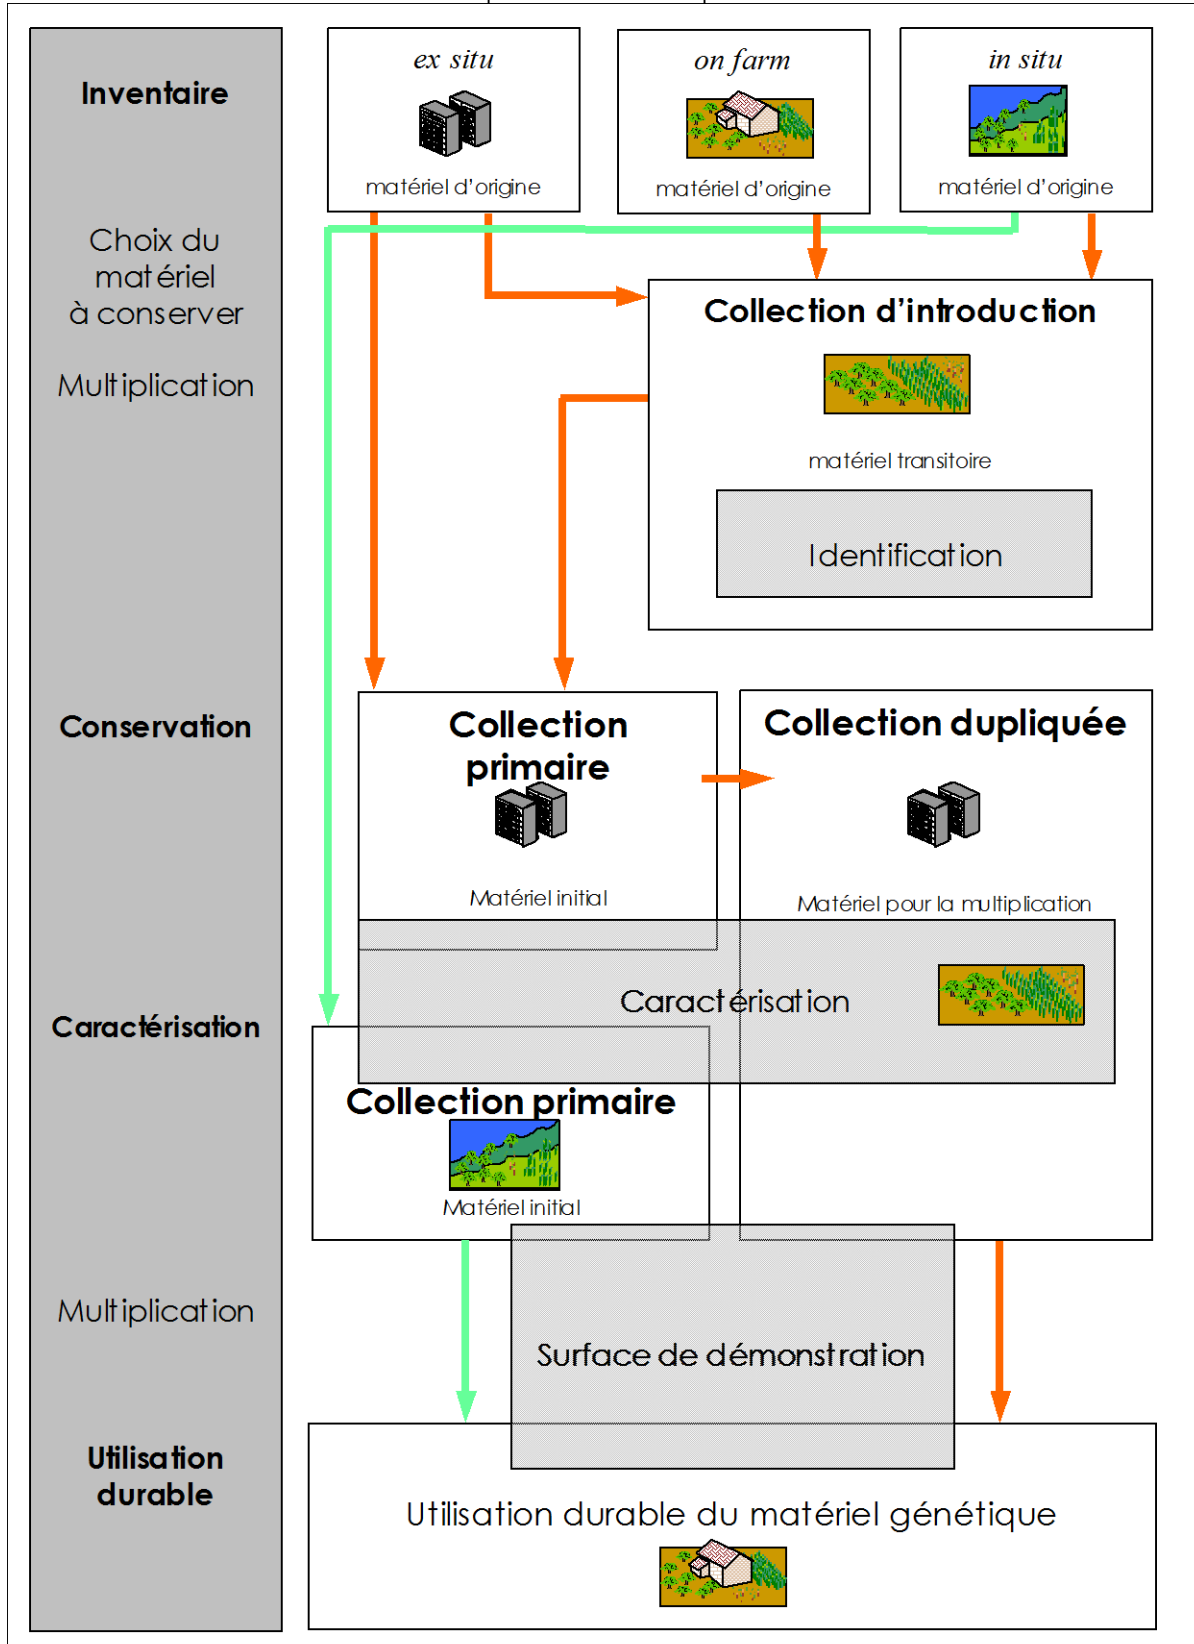 Inventaire
Choix du
matériel
à conserver
Multiplication
Conservation
Caractérisation
Multiplication
Utilisation
durable
ex situ
matériel d'origine
on farm
matériel d'origine
in situ
matériel d'origine
Collection d'introduction
matériel transitoire
Identification
Collection
primaire
Matériel initial
Collection dupliquée
Matériel pour la multiplication
Caractérisation
Collection primaire
Matériel initial
Surface de démonstration
Utilisation durable du matériel génétique